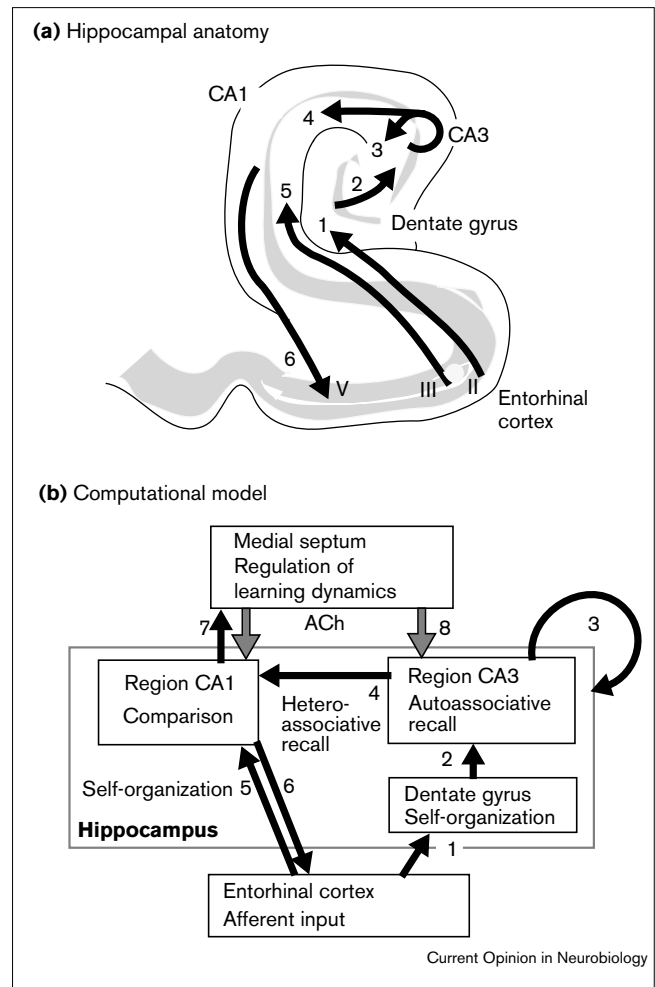 (a) Hippocampal anatomy
CA1
4
CA3
3
2
5
1
Dentate gyrus
6
V
III
II
Entorhinal
cortex
(b) Computational model
Medial septum
Regulation of
learning dynamics
7
ACh
8
3
Region CA1
Comparison
4
Hetero-
associative
recall
Region CA3
Autoassociative
recall
2
Self-organization
5
6
Dentate gyrus
Self-organization
Hippocampus
1
Entorhinal cortex
Afferent input
Current Opinion in Neurobiology